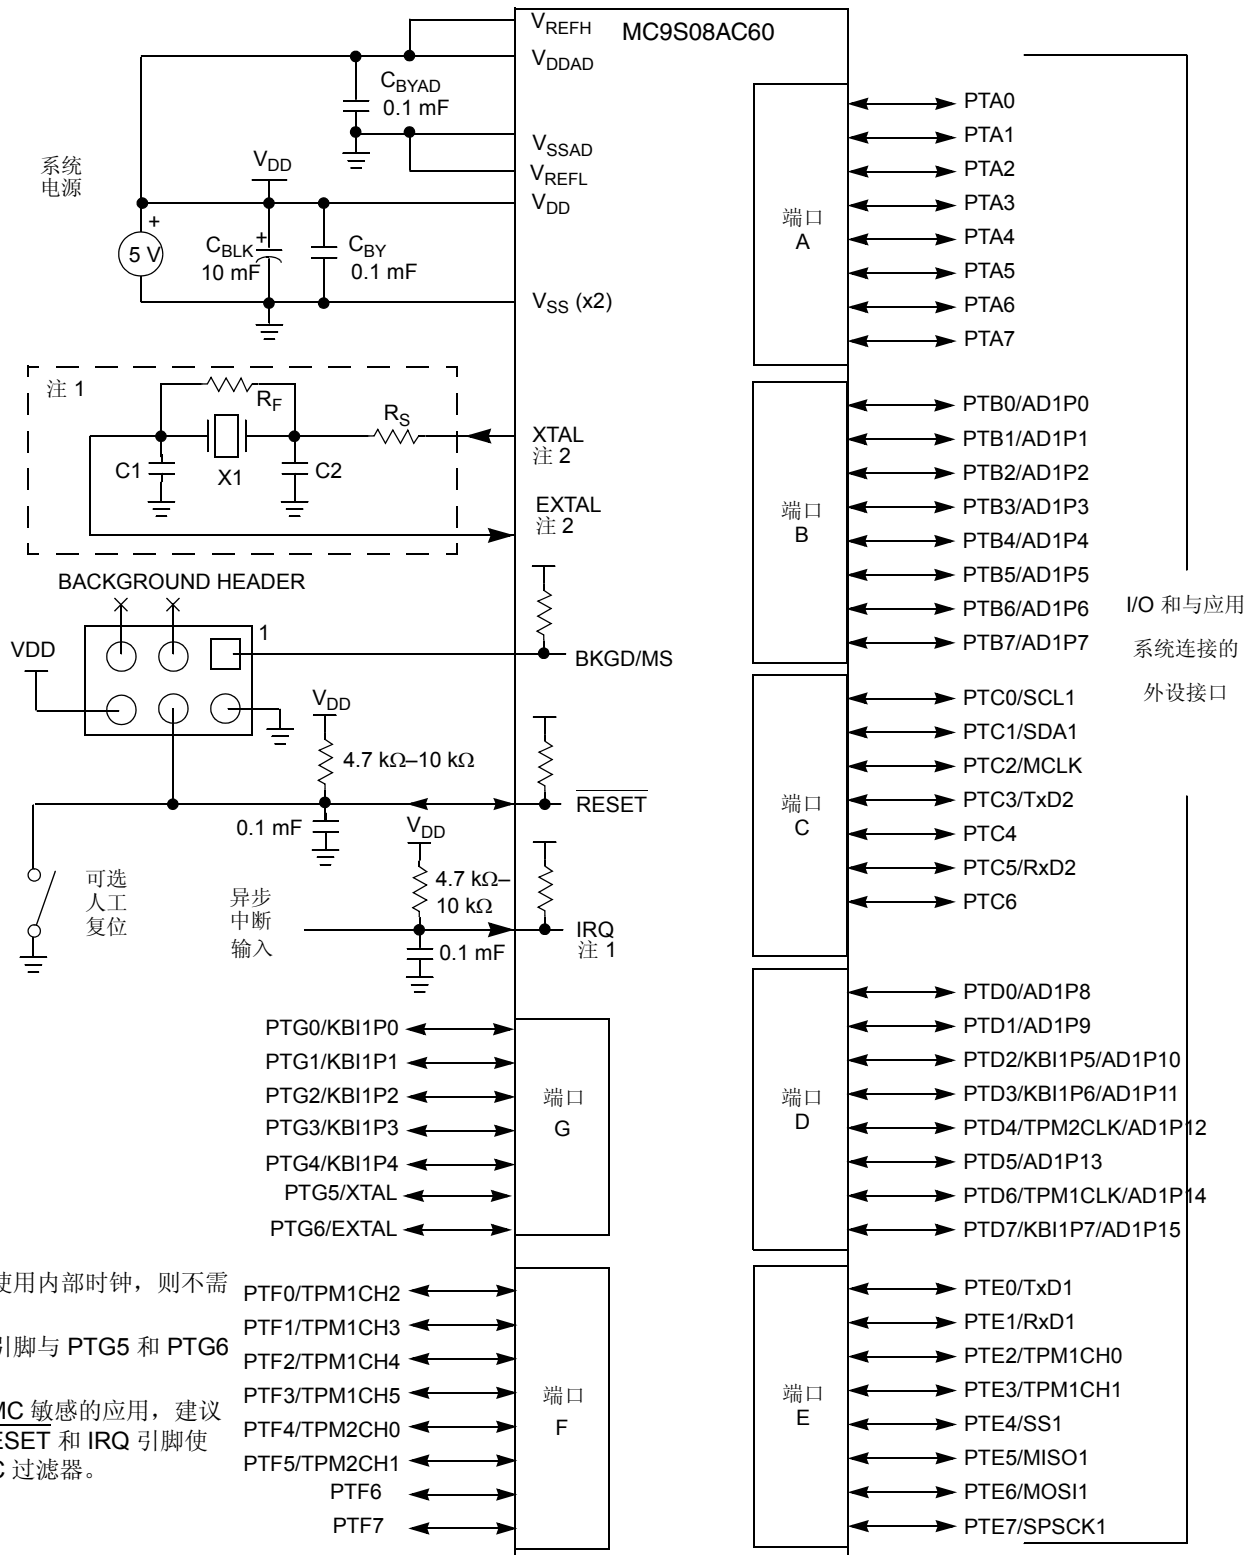 MC9S08AC60
VREFH
VDDAD
CBYAD
0.1 mF
VSSAD
VREFL
系统
电源
VDD
VDD
+
5 V
CBLK
+
10 mF
CBY
0.1 mF
VSS (x2)
注 1
RF
RS
C1
X1
C2
XTAL
注 2
EXTAL
注 2
BACKGROUND HEADER
1
VDD
BKGD/MS
VDD
4.7 kΩ–10 kΩ
RESET
0.1 mF
VDD
4.7 kΩ–
10 kΩ
可选
人工
复位
异步
中断
输入
IRQ
注 1
0.1 mF
PTG0/KBI1P0
PTG1/KBI1P1
PTG2/KBI1P2
PTG3/KBI1P3
PTG4/KBI1P4
PTG5/XTAL
PTG6/EXTAL
端口
G
PTF0/TPM1CH2
PTF1/TPM1CH3
PTF2/TPM1CH4
PTF3/TPM1CH5
PTF4/TPM2CH0
PTF5/TPM2CH1
PTF6
PTF7
端口
F
使用内部时钟，则不需
引脚与 PTG5 和 PTG6
MC 敏感的应用，建议
ESET 和 IRQ 引脚使
C 过滤器。
端口
A
PTA0
PTA1
PTA2
PTA3
PTA4
PTA5
PTA6
PTA7
端口
B
PTB0/AD1P0
PTB1/AD1P1
PTB2/AD1P2
PTB3/AD1P3
PTB4/AD1P4
PTB5/AD1P5
PTB6/AD1P6
PTB7/AD1P7
I/O 和与应用
系统连接的
外设接口
端口
C
PTC0/SCL1
PTC1/SDA1
PTC2/MCLK
PTC3/TxD2
PTC4
PTC5/RxD2
PTC6
端口
D
PTD0/AD1P8
PTD1/AD1P9
PTD2/KBI1P5/AD1P10
PTD3/KBI1P6/AD1P11
PTD4/TPM2CLK/AD1P12
PTD5/AD1P13
PTD6/TPM1CLK/AD1P14
PTD7/KBI1P7/AD1P15
端口
E
PTE0/TxD1
PTE1/RxD1
PTE2/TPM1CH0
PTE3/TPM1CH1
PTE4/SS1
PTE5/MISO1
PTE6/MOSI1
PTE7/SPSCK1